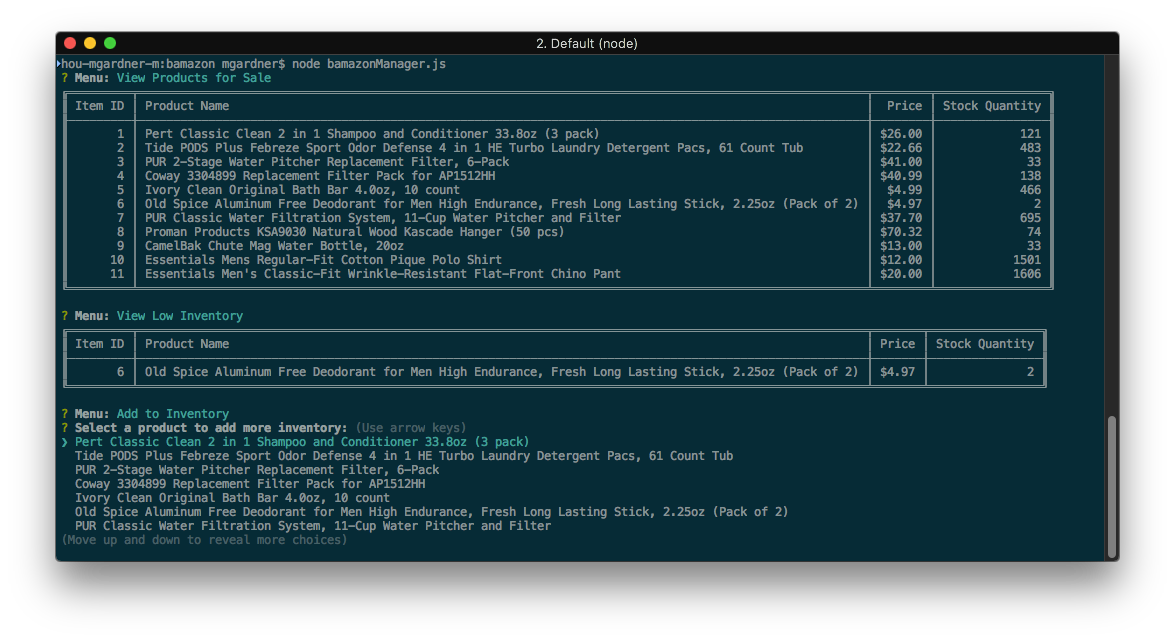 2. Default (node)
hou-mgardner-m:bamazon mgardner$ node bamazonManager.js
? Menu: View Products for Sale
Item ID Product Name Price Stock Quantity
1 Pert Classic Clean 2 in 1 Shampoo and Conditioner 33.8oz (3 pack) $26.00 121
2 Tide PODS Plus Febreze Sport Odor Defense 4 in 1 HE Turbo Laundry Detergent Pacs, 61 Count Tub $22.66 483
3 PUR 2-Stage Water Pitcher Replacement Filter, 6-Pack $41.00 33
4 Coway 3304899 Replacement Filter Pack for AP1512HH $40.99 138
5 Ivory Clean Original Bath Bar 4.0oz, 10 count $4.99 466
6 Old Spice Aluminum Free Deodorant for Men High Endurance, Fresh Long Lasting Stick, 2.25oz (Pack of 2) $4.97 2
7 PUR Classic Water Filtration System, 11-Cup Water Pitcher and Filter $37.70 695
8 Proman Products KSA9030 Natural Wood Kascade Hanger (50 pcs) $70.32 74
9 CamelBak Chute Mag Water Bottle, 20oz $13.00 33
10 Essentials Mens Regular-Fit Cotton Pique Polo Shirt $12.00 1501
11 Essentials Men's Classic-Fit Wrinkle-Resistant Flat-Front Chino Pant $20.00 1606
? Menu: View Low Inventory
Item ID Product Name Price Stock Quantity
6 Old Spice Aluminum Free Deodorant for Men High Endurance, Fresh Long Lasting Stick, 2.25oz (Pack of 2) $4.97 2
? Menu: Add to Inventory
? Select a product to add more inventory: (Use arrow keys)
❯ Pert Classic Clean 2 in 1 Shampoo and Conditioner 33.8oz (3 pack)
Tide PODS Plus Febreze Sport Odor Defense 4 in 1 HE Turbo Laundry Detergent Pacs, 61 Count Tub
PUR 2-Stage Water Pitcher Replacement Filter, 6-Pack
Coway 3304899 Replacement Filter Pack for AP1512HH
Ivory Clean Original Bath Bar 4.0oz, 10 count
Old Spice Aluminum Free Deodorant for Men High Endurance, Fresh Long Lasting Stick, 2.25oz (Pack of 2)
PUR Classic Water Filtration System, 11-Cup Water Pitcher and Filter
(Move up and down to reveal more choices)